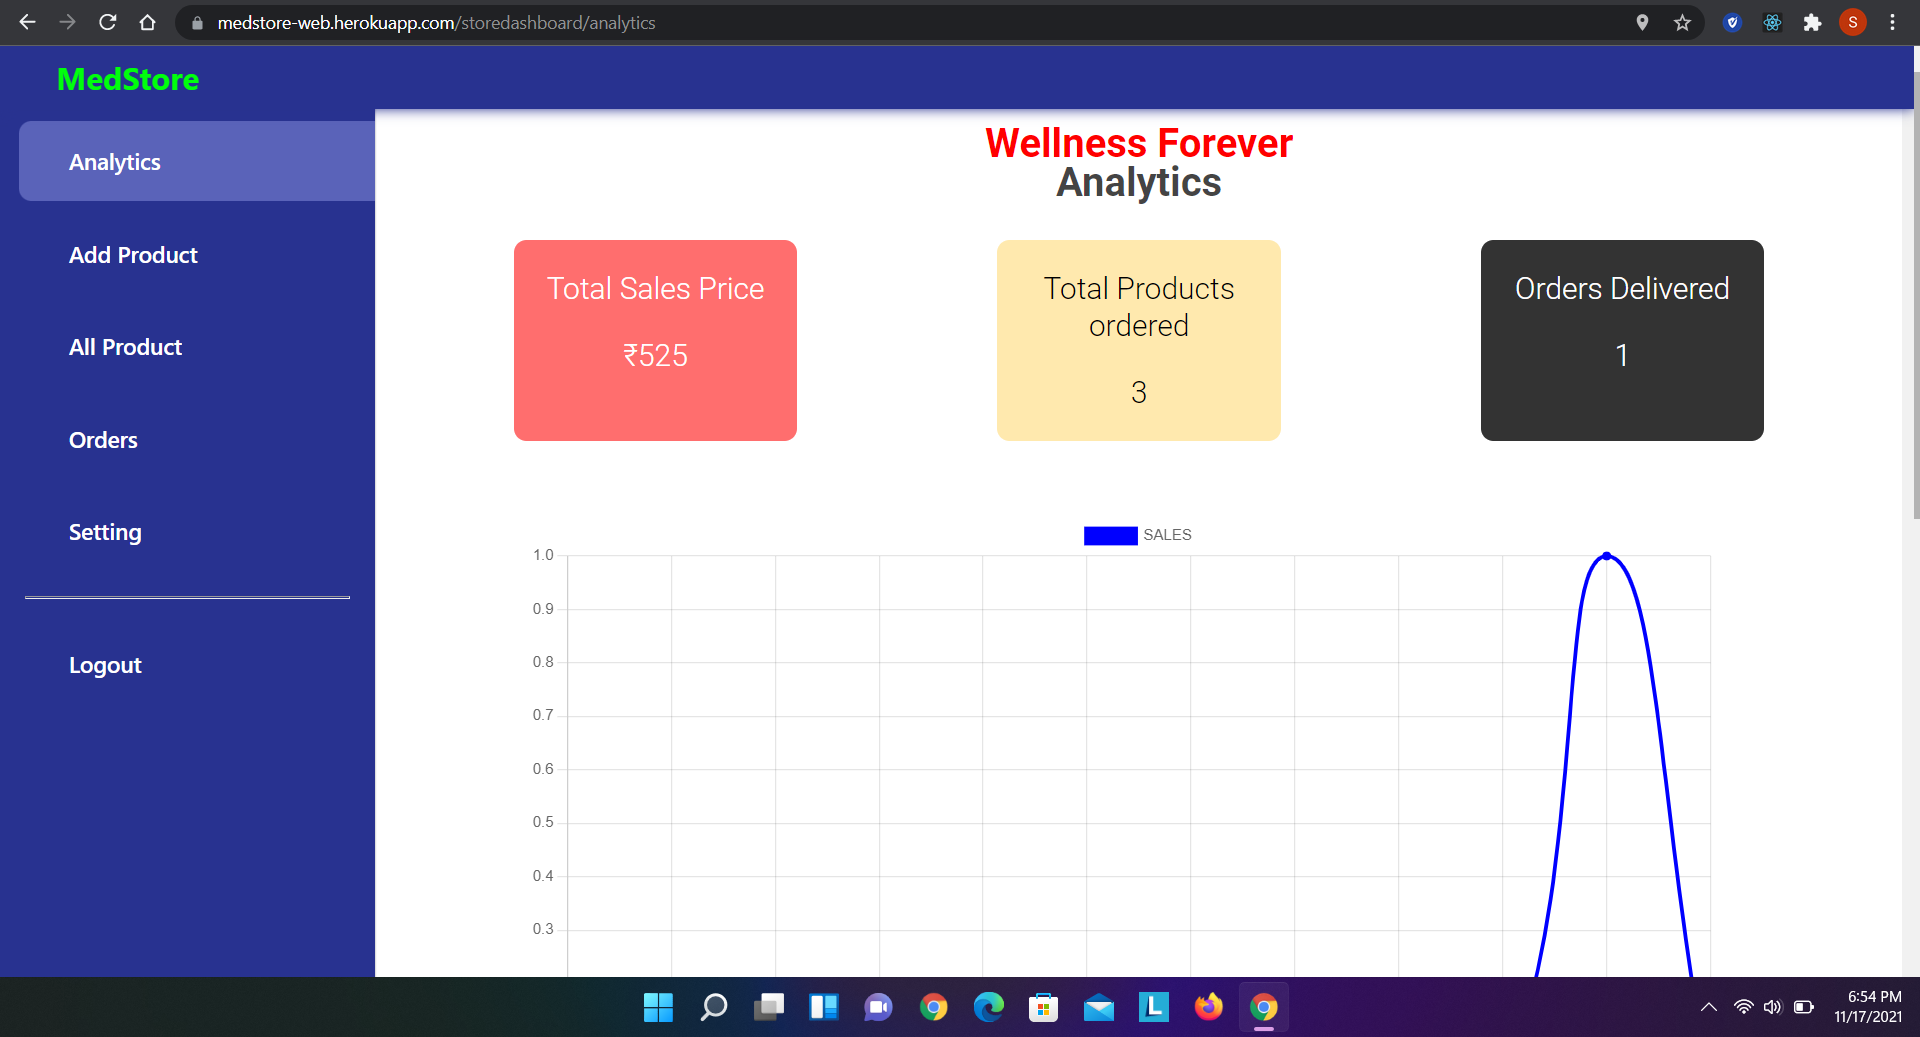 medstore-web.herokuapp.com/storedashboard/analytics
S
MedStore
Analytics
Add Product
All Product
Orders
Setting
Logout
Wellness Forever
Analytics
Total Sales Price
₹525
Total Products
ordered
3
Orders Delivered
1
SALES
1.0
0.9
0.8
0.7
0.6
0.5
0.4
0.3
L
6:54 PM
11/17/2021